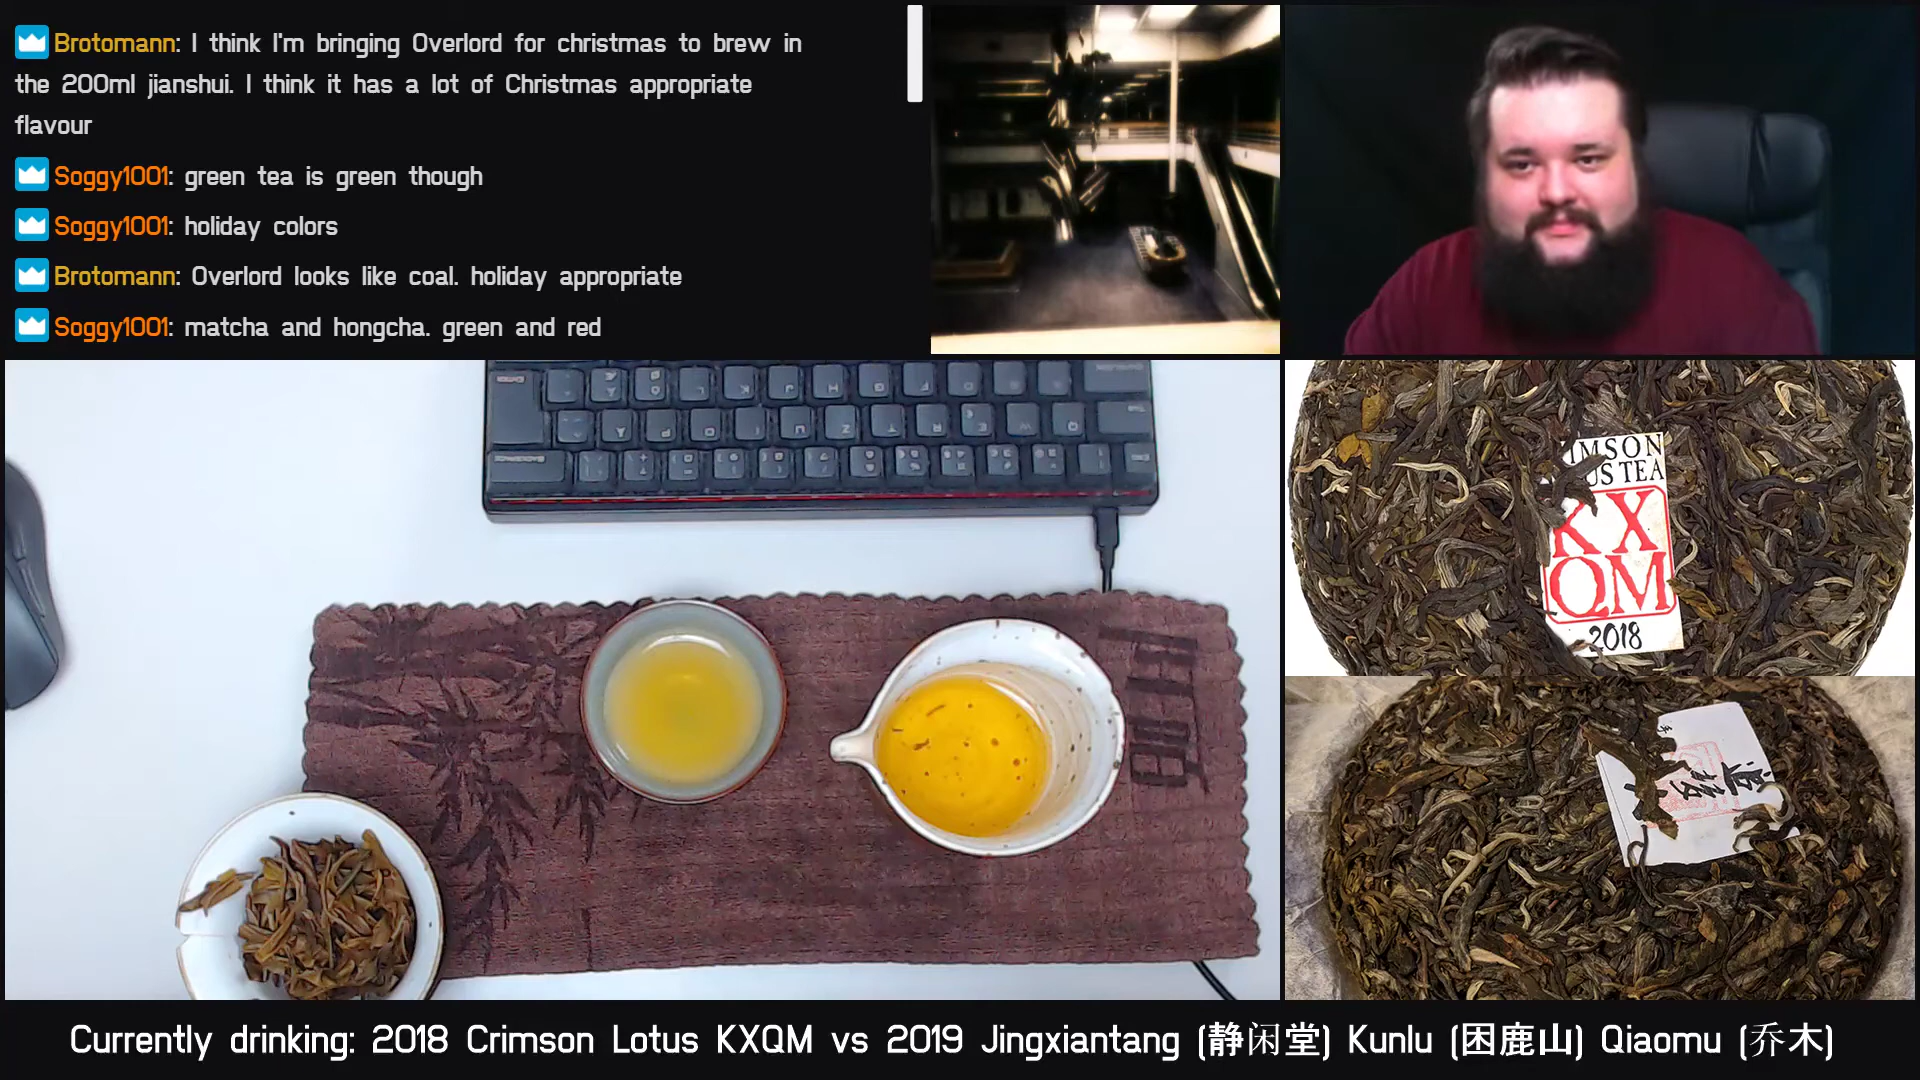 Brotomann: I think I'm bringing Overlord for christmas to brew in
the 200ml jianshui. I think it has a lot of Christmas appropriate
flavour
Soggy1001: green tea is green though
Soggy1001: holiday colors
Brotomann: Overlord looks like coal. holiday appropriate
Soggy1001: matcha and hongcha. green and red
KX
QM
2018
Currently drinking: 2018 Crimson Lotus KXQM vs 2019 Jingxiantang (静闲堂) Kunlu (困鹿山) Qiaomu (乔木)